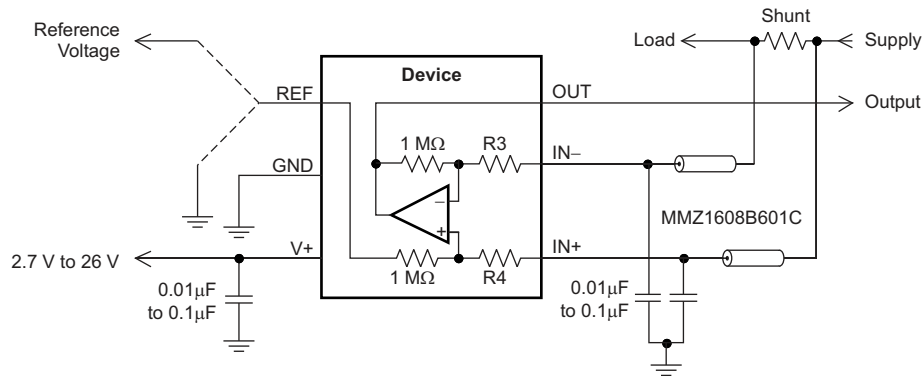 Shunt
Reference
Voltage
Load
Supply
Device
REF
OUT
Output
1 MΩ
R3
IN−
GND
−
MMZ1608B601C
+
V+
IN+
2.7 V to 26 V
1 MΩ
R4
0.01μF
to 0.1μF
0.01μF
to 0.1μF